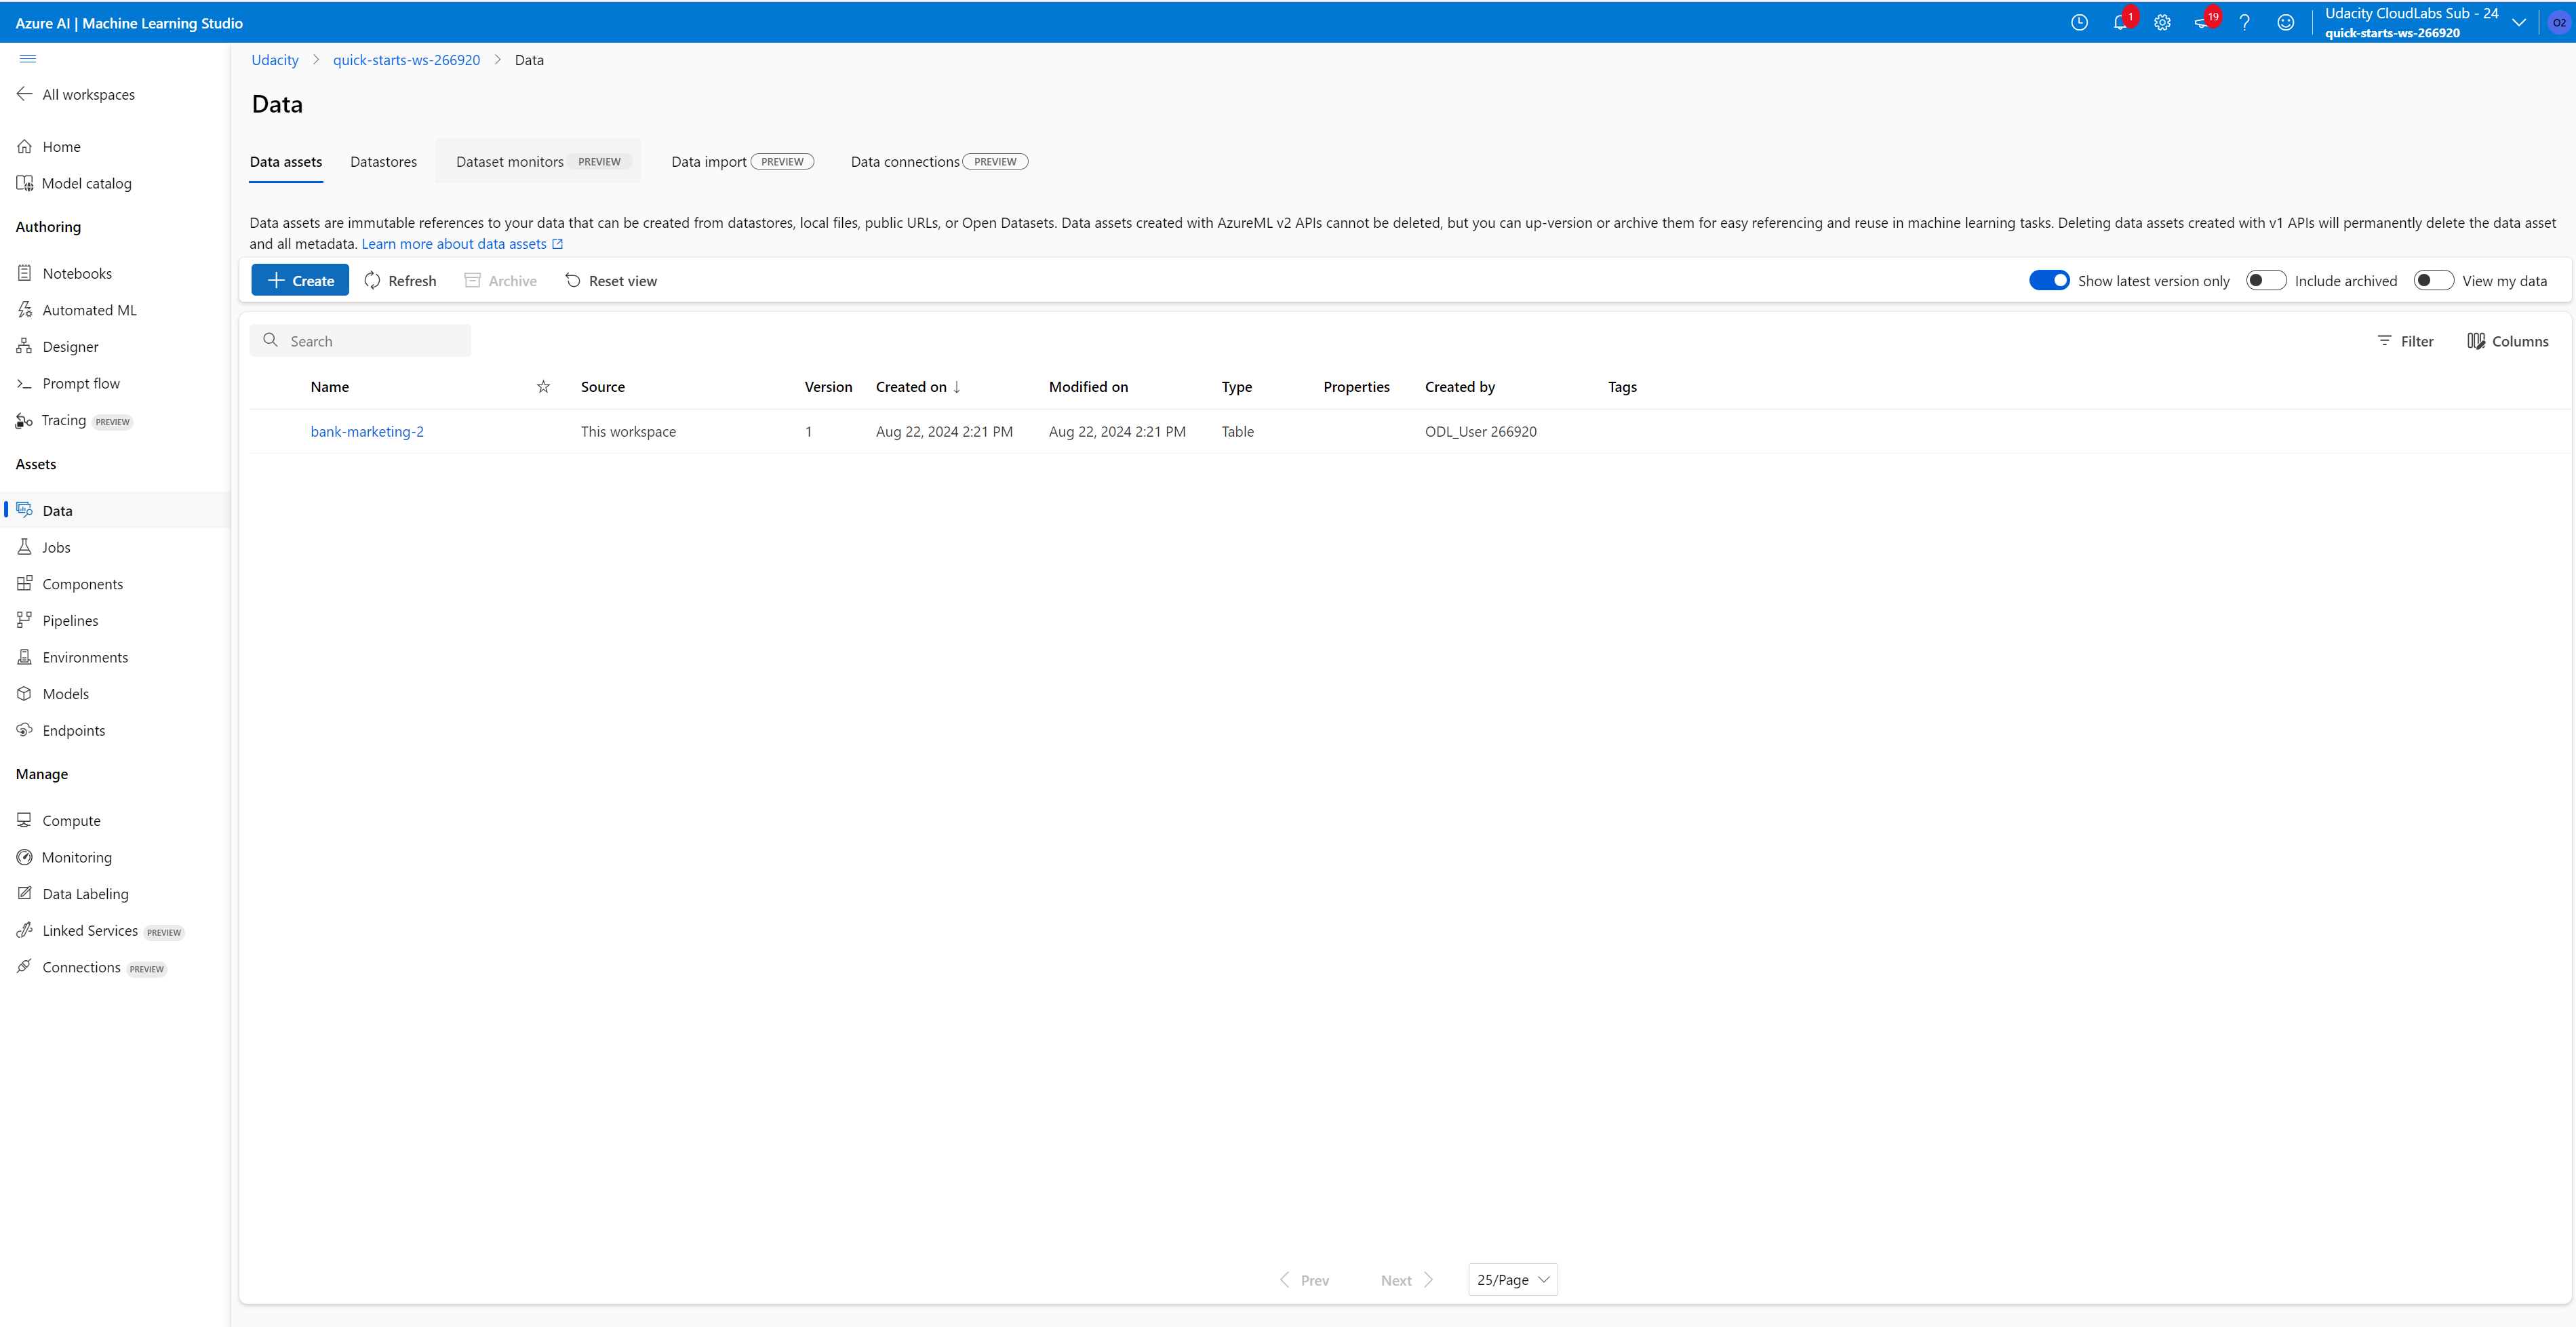 Azure AI | Machine Learning Studio
1
19
Udacity CloudLabs Sub - 24
quick-starts-ws-266920
O2
All workspaces
Home
Model catalog
Authoring
Notebooks
Automated ML
Designer
Prompt flow
Tracing PREVIEW
Assets
Data
Jobs
Components
Pipelines
Environments
Models
Endpoints
Manage
Compute
Monitoring
Data Labeling
Linked Services PREVIEW
Connections PREVIEW
Udacity > quick-starts-ws-266920 > Data
Data
Data assets Datastores Dataset monitors PREVIEW Data import PREVIEW Data connections PREVIEW
Data assets are immutable references to your data that can be created from datastores, local files, public URLs, or Open Datasets. Data assets created with AzureML v2 APIs cannot be deleted, but you can up-version or archive them for easy referencing and reuse in machine learning tasks. Deleting data assets created with v1 APIs will permanently delete the data asset
and all metadata. Learn more about data assets
Create Refresh Archive Reset view Show latest version only Include archived View my data
Search Filter Columns
Name Source Version Created on ↓ Modified on Type Properties Created by Tags
bank-marketing-2 This workspace 1 Aug 22, 2024 2:21 PM Aug 22, 2024 2:21 PM Table ODL_User 266920
Prev Next 25/Page